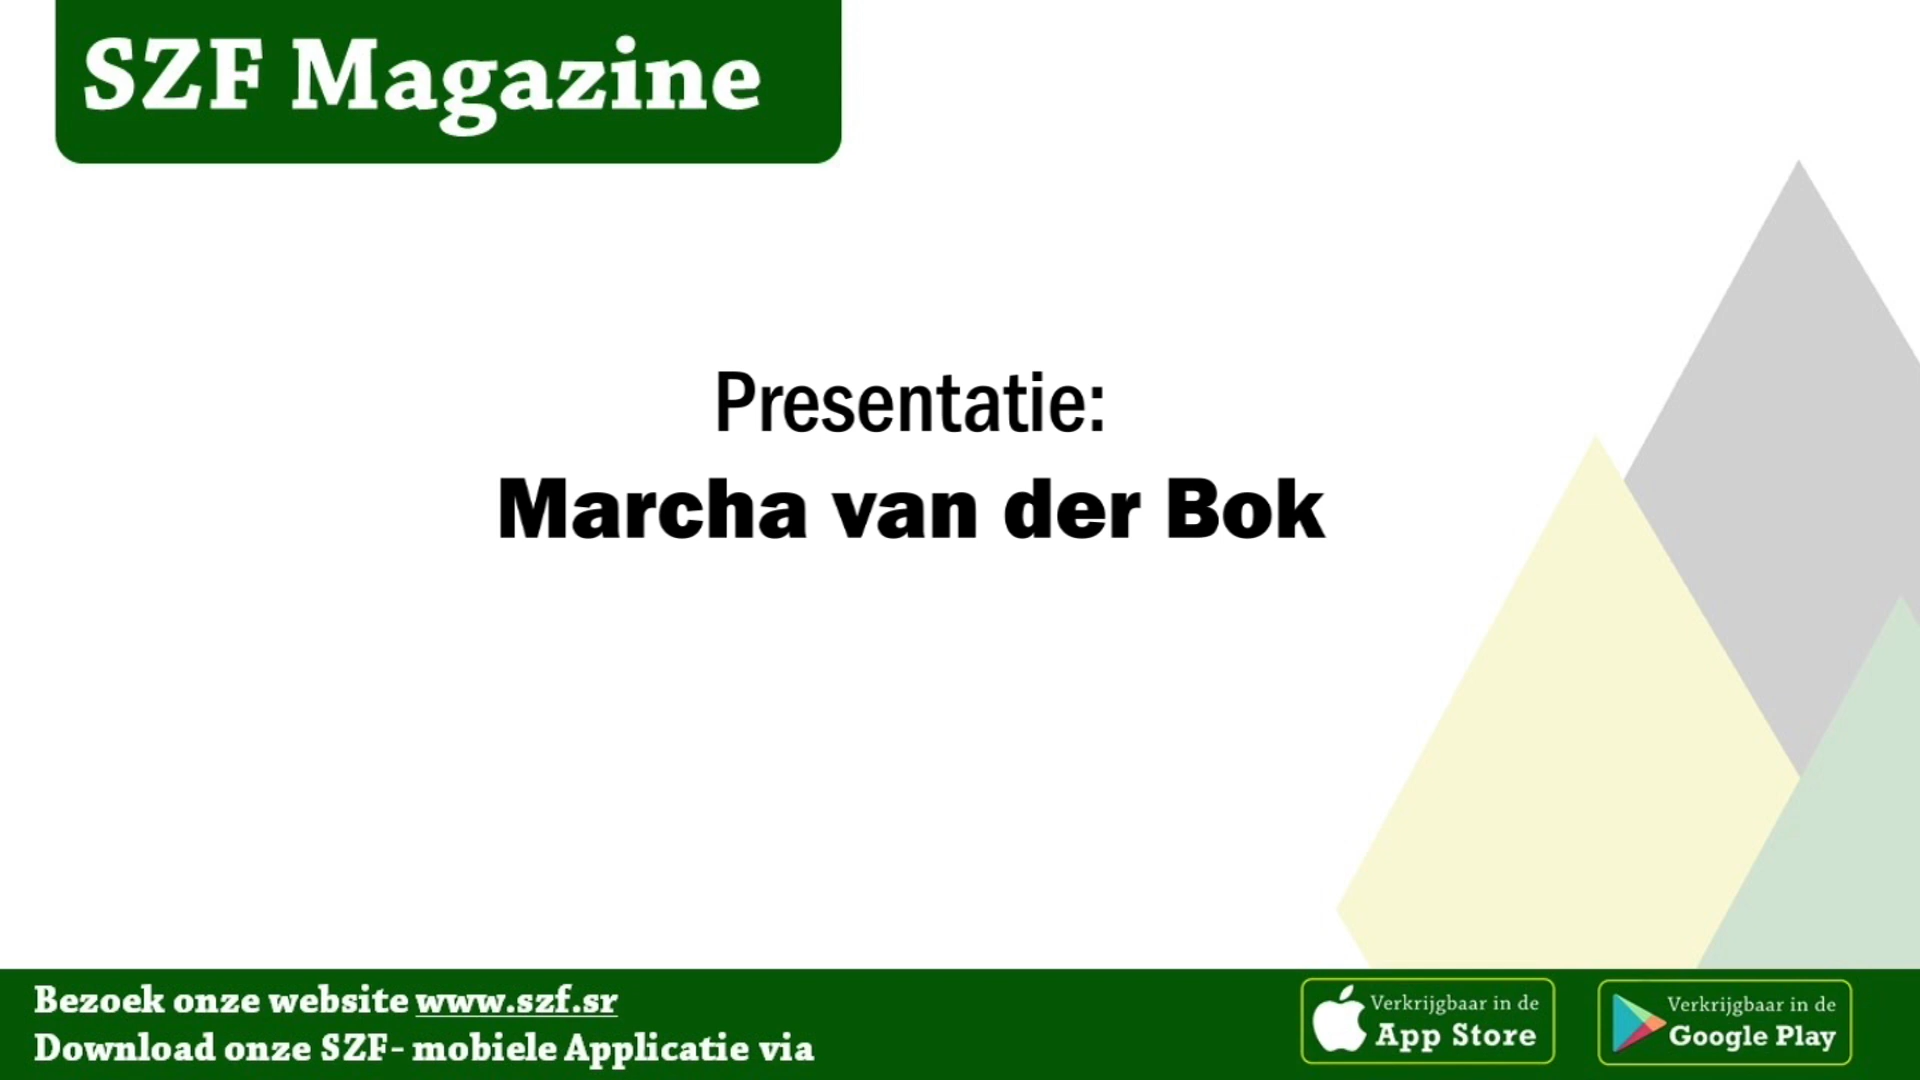 SZF Magazine
Presentatie:
Marcha van der Bok
Bezoek onze website www.szf.sr
Download onze SZF- mobiele Applicatie via
Verkrijgbaar in de
App Store
Verkrijgbaar in de
Google Play